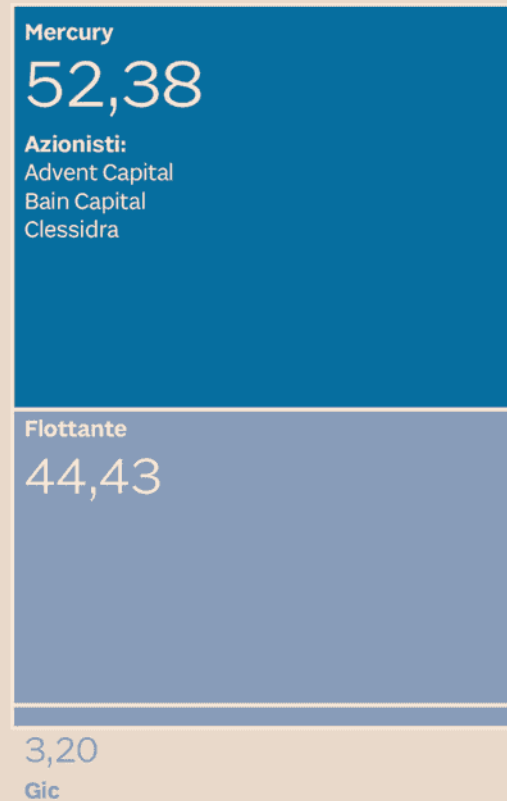 Mercury
52,38
Azionisti:
Advent Capital
Bain Capital
Clessidra
Flottante
44,43
3,20
Gic